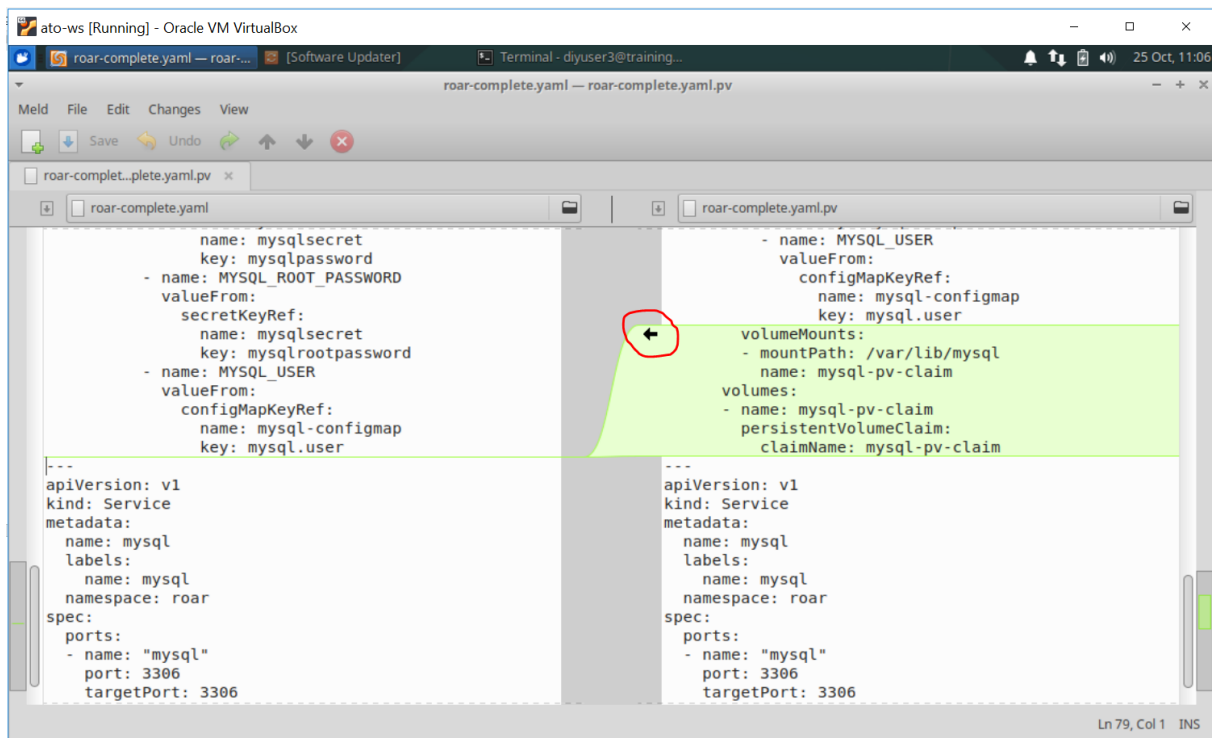 ato-ws [Running] - Oracle VM VirtualBox
roar-complete.yaml — roar-... [Software Updater] Terminal - diyuser3@training... 25 Oct, 11:06
roar-complete.yaml — roar-complete.yaml.pv
Meld File Edit Changes View
Save Undo
roar-complet...plete.yaml.pv
roar-complete.yaml
name: mysqlsecret
key: mysqlpassword
- name: MYSQL_ROOT_PASSWORD
valueFrom:
secretKeyRef:
name: mysqlsecret
key: mysqlrootpassword
- name: MYSQL_USER
valueFrom:
configMapKeyRef:
name: mysql-configmap
key: mysql.user
---
apiVersion: v1
kind: Service
metadata:
name: mysql
labels:
name: mysql
namespace: roar
spec:
ports:
- name: "mysql"
port: 3306
targetPort: 3306
roar-complete.yaml.pv
- name: MYSQL_USER
valueFrom:
configMapKeyRef:
name: mysql-configmap
key: mysql.user
volumeMounts:
- mountPath: /var/lib/mysql
name: mysql-pv-claim
volumes:
- name: mysql-pv-claim
persistentVolumeClaim:
claimName: mysql-pv-claim
---
apiVersion: v1
kind: Service
metadata:
name: mysql
labels:
name: mysql
namespace: roar
spec:
ports:
- name: "mysql"
port: 3306
targetPort: 3306
Ln 79, Col 1 INS